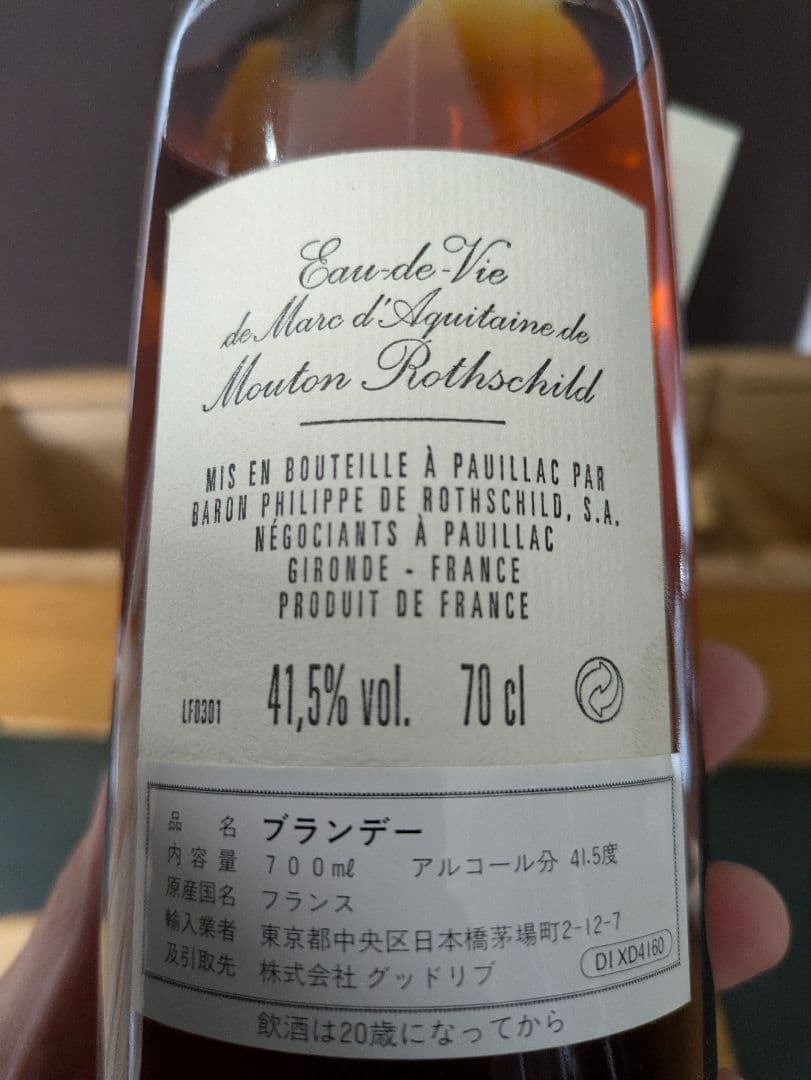 Eau-de-Vie
de Marc d'Aquitaine de
Mouton Rothschild
MIS EN BOUTEILLE À PAUILLAC PAR
BARON PHILIPPE DE ROTHSCHILD, S.A.
NÉGOCIANTS À PAUILLAC
GIRONDE - FRANCE
PRODUIT DE FRANCE
LF0301 41,5% vol. 70 cl
品名 ブランデー
内容量 700ml アルコール分 41.5度
原産国名 フランス
輸入業者 東京都中央区日本橋茅場町2-12-7
及引取先 株式会社 グッドリブ DI XD4160
飲酒は20歳になってから